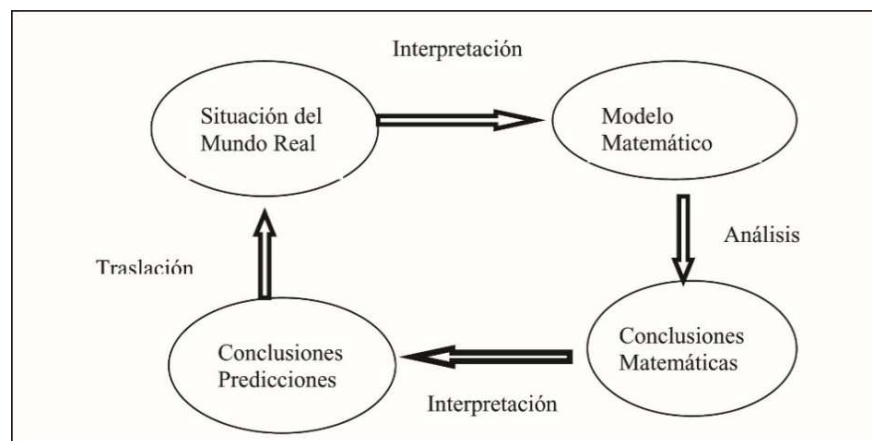 Interpretación
Situación del
Mundo Real
Modelo
Matemático
Análisis
Conclusiones
Matemáticas
Interpretación
Conclusiones
Predicciones
Traslación